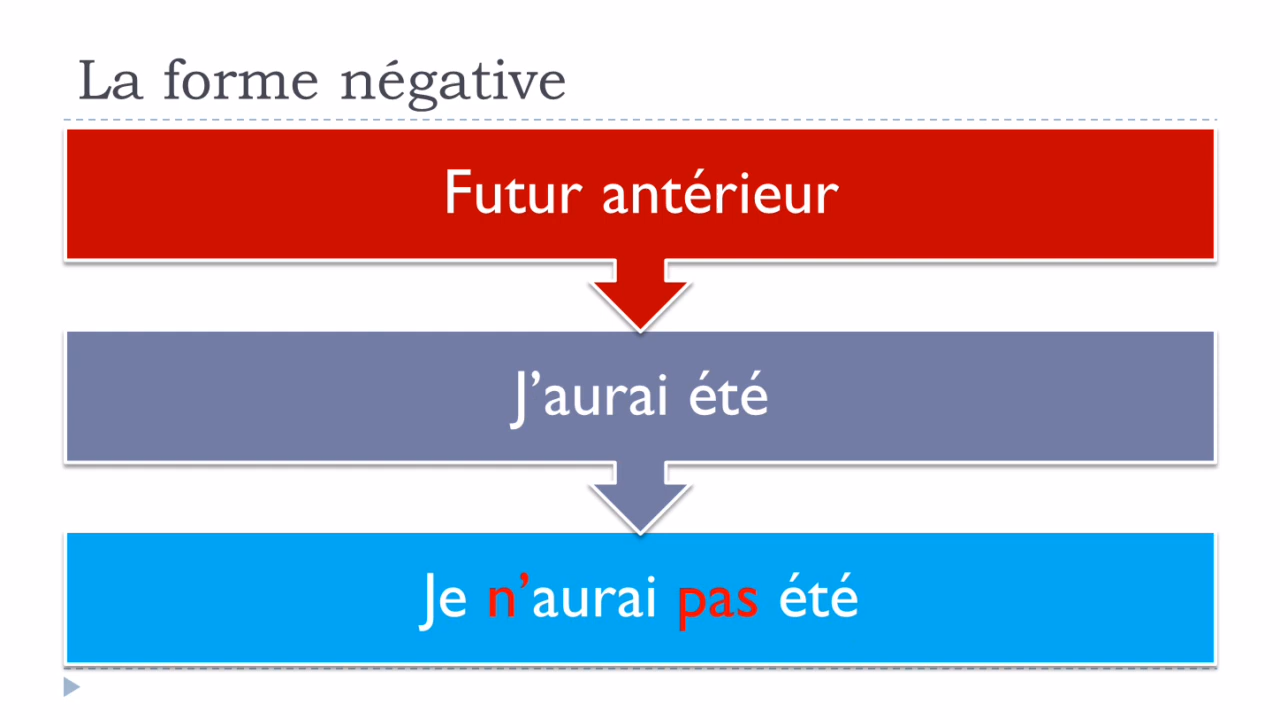 La forme négative
Futur antérieur
J’aurai été
Je n’aurai pas été